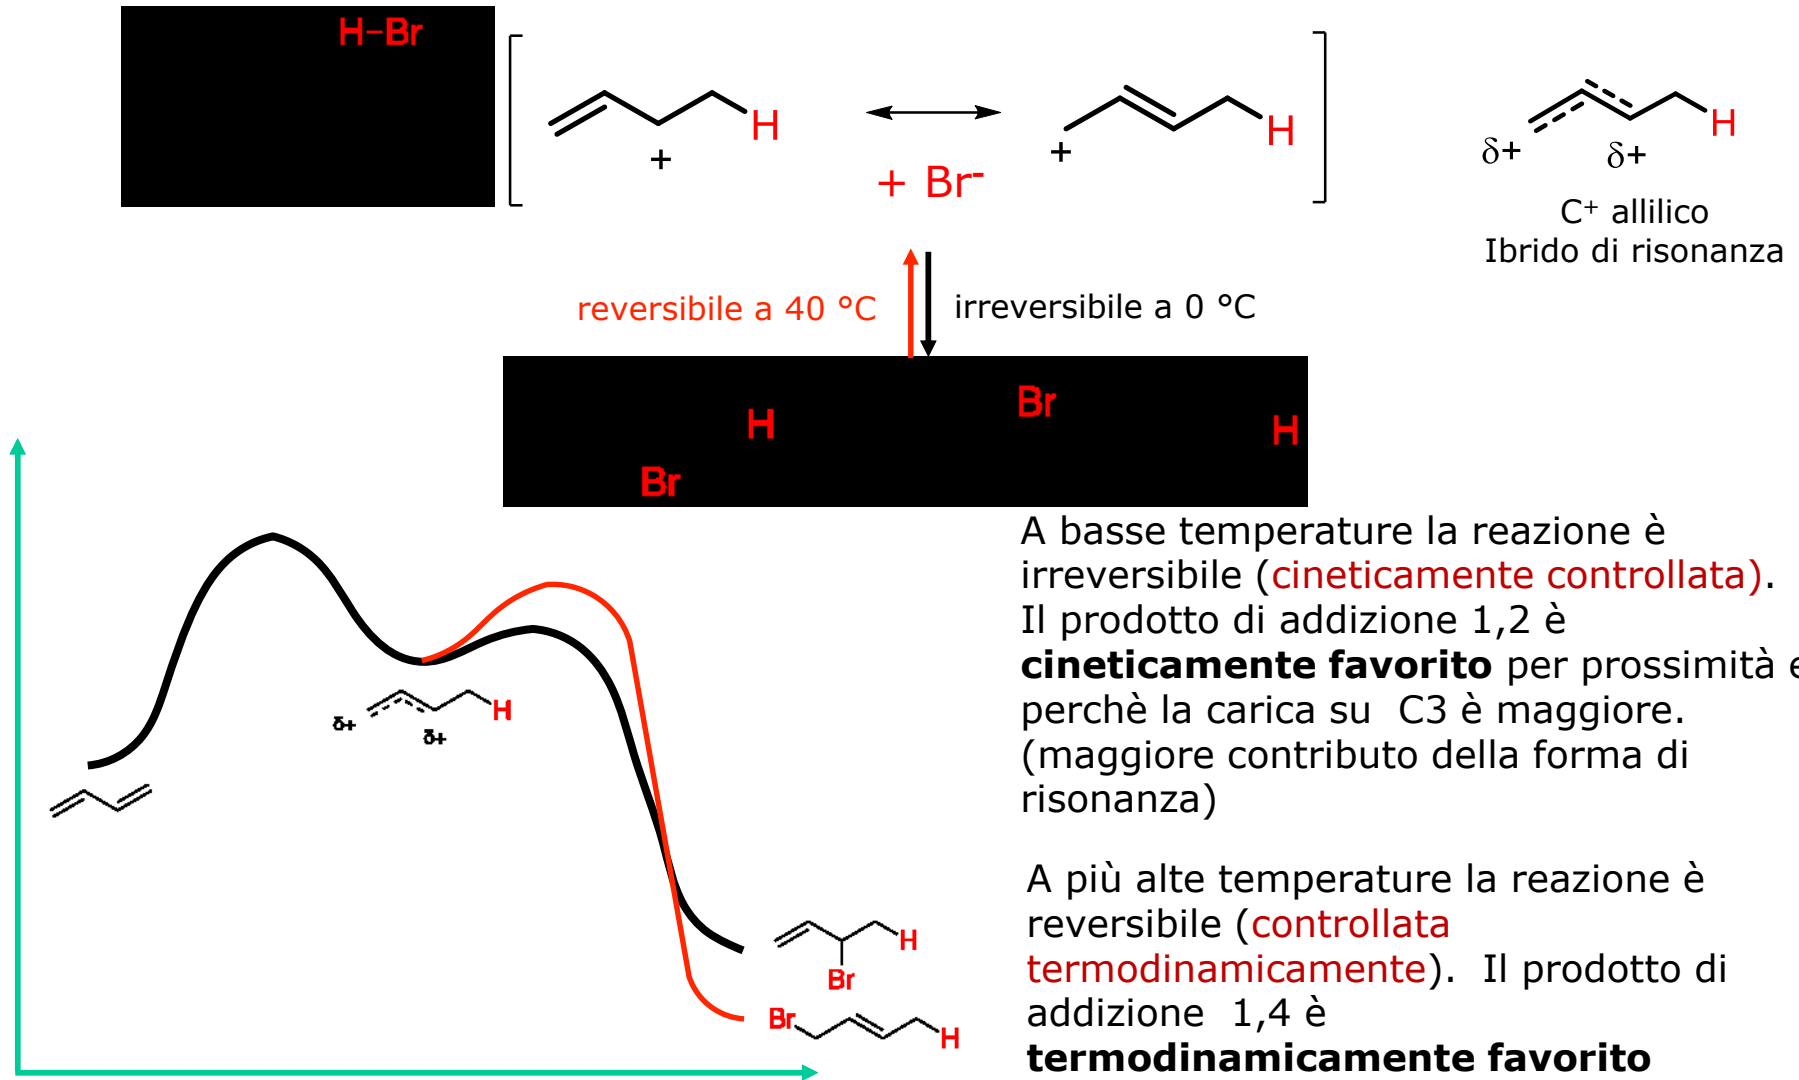 H-Br
H
+
+ Br-
+
H
δ+
δ+
H
C+ allilico
Ibrido di risonanza
reversibile a 40 °C
irreversibile a 0 °C
H
Br
Br
H
A basse temperature la reazione è
irreversibile (cineticamente controllata).
Il prodotto di addizione 1,2 è
cineticamente favorito per prossimità e
perchè la carica su C3 è maggiore.
(maggiore contributo della forma di
risonanza)
δ+
δ+
H
H
Br
Br
H
A più alte temperature la reazione è
reversibile (controllata
termodinamicamente). Il prodotto di
addizione 1,4 è
termodinamicamente favorito